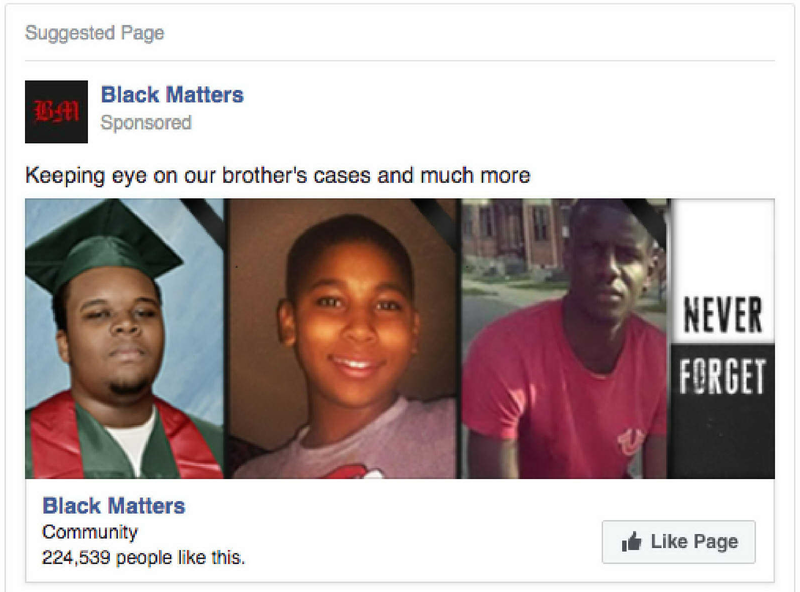 Suggested Page
BM
Black Matters
Sponsored
Keeping eye on our brother's cases and much more
NEVER
FORGET
Black Matters
Community
224,539 people like this.
Like Page